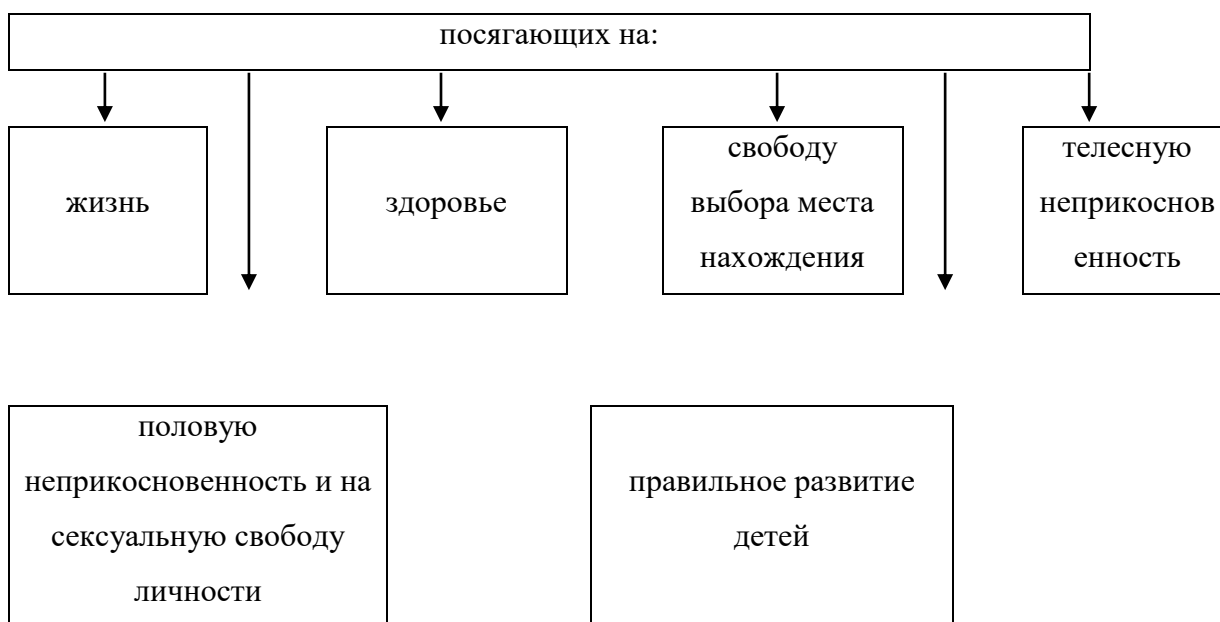 посягающих на:
жизнь
здоровье
свободу
выбора места
нахождения
телесную
неприкоснов
енность
половую
неприкосновенность и на
сексуальную свободу
личности
правильное развитие
детей